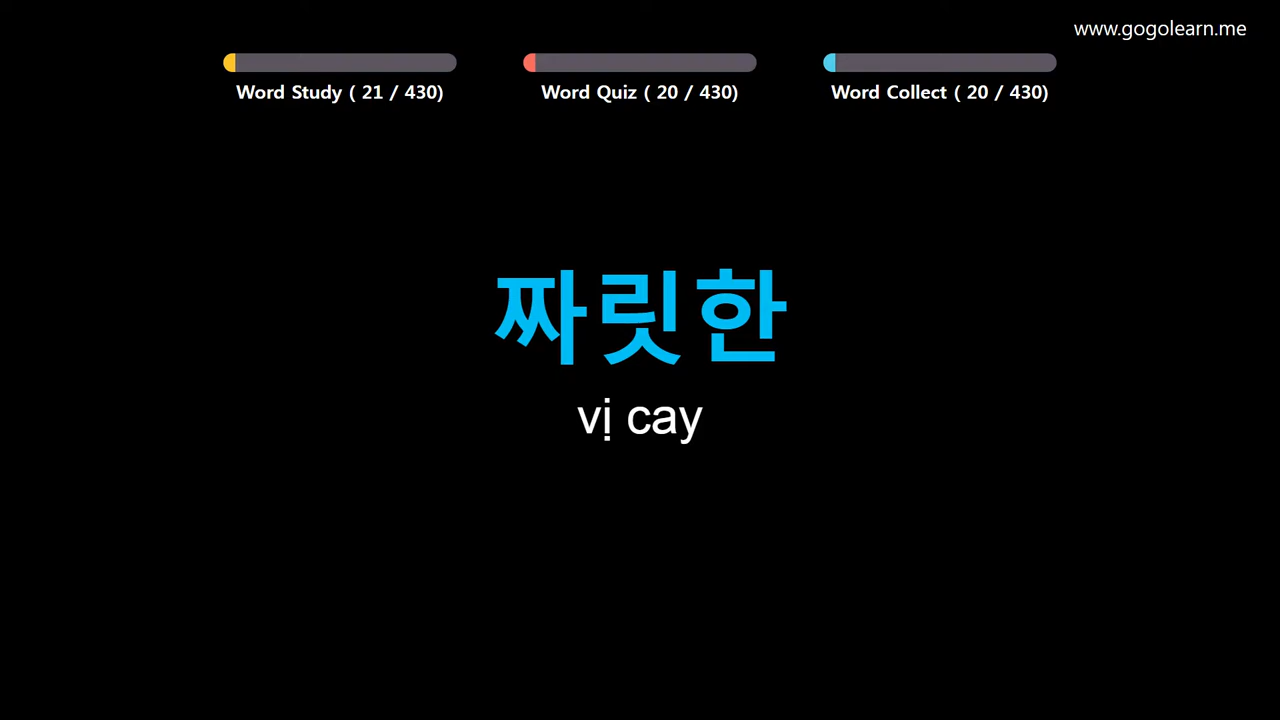 www.gogolearn.me
Word Study ( 21 / 430)
Word Quiz ( 20 / 430)
Word Collect ( 20 / 430)
짜릿한
vị cay